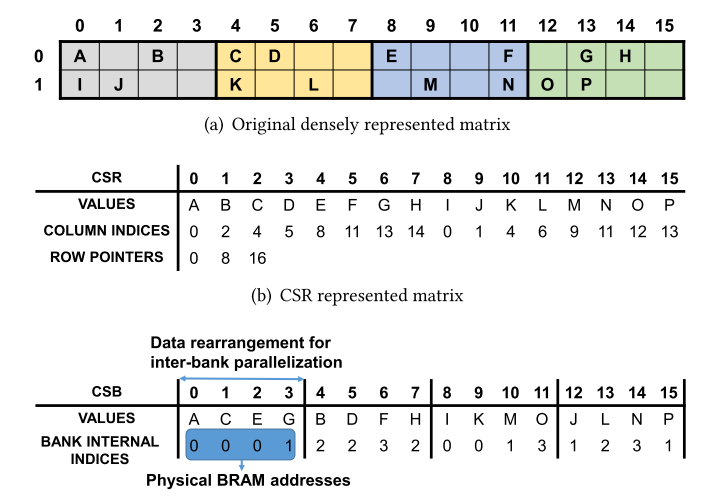 0 1 2 3 4 5 6 7 8 9 10 11 12 13 14 15
0 A B C D E F G H
1 I J K L M N O P
(a) Original densely represented matrix
CSR 0 1 2 3 4 5 6 7 8 9 10 11 12 13 14 15
VALUES A B C D E F G H I J K L M N O P
COLUMN INDICES 0 2 4 5 8 11 13 14 0 1 4 6 9 11 12 13
ROW POINTERS 0 8 16
(b) CSR represented matrix
Data rearrangement for
inter-bank parallelization
CSB 0 1 2 3 4 5 6 7 8 9 10 11 12 13 14 15
VALUES A C E G B D F H I K M O J L N P
BANK INTERNAL
INDICES 0 0 0 1 2 2 3 2 0 0 1 3 1 2 3 1
Physical BRAM addresses